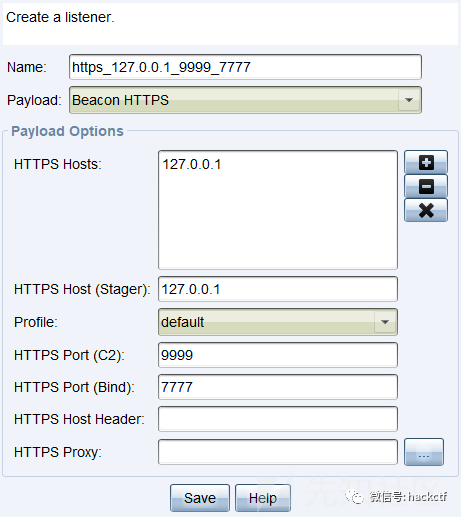 Create a listener.
Name: https_127.0.0.1_9999_7777
Payload: Beacon HTTPS
Payload Options
HTTPS Hosts: 127.0.0.1
HTTPS Host (Stager): 127.0.0.1
Profile: default
HTTPS Port (C2): 9999
HTTPS Port (Bind): 7777
HTTPS Host Header:
HTTPS Proxy: ...
Save Help
微信号: hackctf